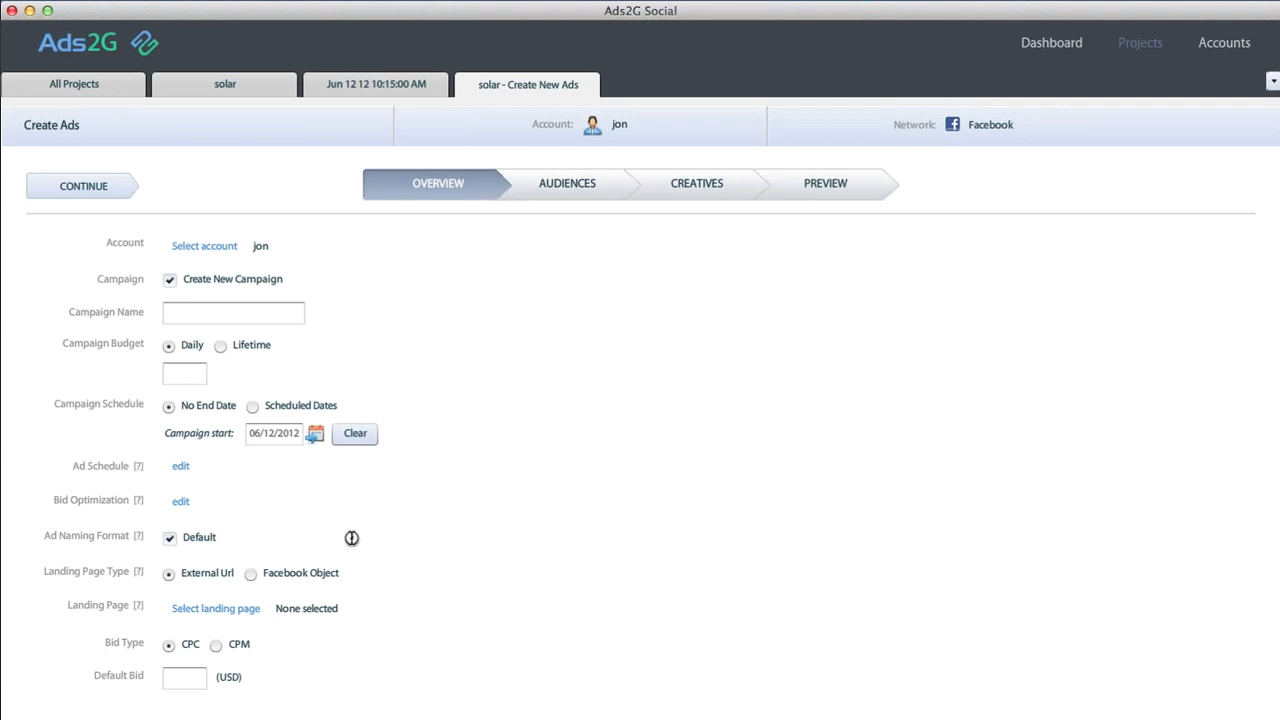 Ads2G Social
Ads2G
Dashboard Projects Accounts
All Projects solar Jun 12 12 10:15:00 AM solar - Create New Ads
Create Ads Account: jon Network: Facebook
CONTINUE OVERVIEW AUDIENCES CREATIVES PREVIEW
Account Select account jon
Campaign Create New Campaign
Campaign Name
Campaign Budget Daily Lifetime
Campaign Schedule No End Date Scheduled Dates
Campaign start: 06/12/2012 Clear
Ad Schedule [?] edit
Bid Optimization [?] edit
Ad Naming Format [?] Default
Landing Page Type [?] External Url Facebook Object
Landing Page [?] Select landing page None selected
Bid Type CPC CPM
Default Bid (USD)